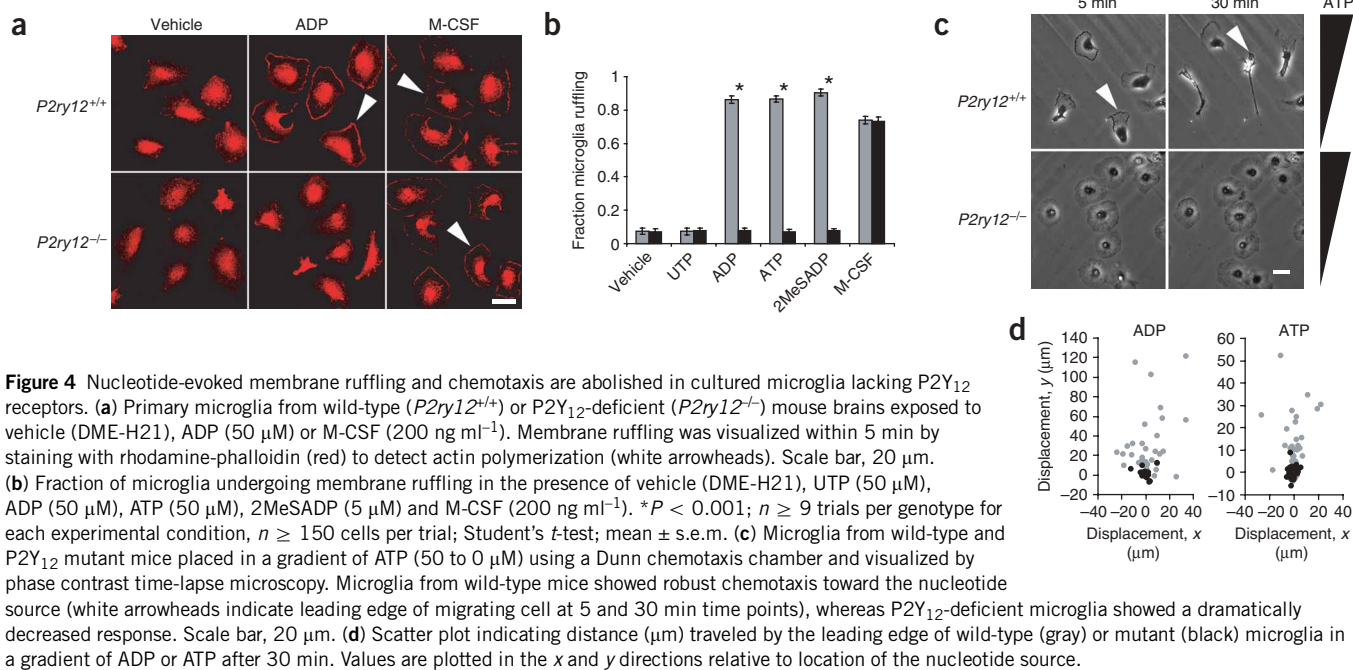 a
Vehicle
ADP
M-CSF
P2ry12+/+
P2ry12–/–
b
Fraction microglia ruffling
1
0.8
0.6
0.4
0.2
0
*
*
*
Vehicle
UTP
ADP
ATP
2MeSADP
M-CSF
c
5 min
30 min
ATP
P2ry12+/+
P2ry12–/–
d
ADP
Displacement, y (µm)
140
120
100
80
60
40
20
0
–20
–40 –20 0 20 40
Displacement, x
(µm)
ATP
60
50
40
30
20
10
0
–10
–40 –20 0 20 40
Displacement, x
(µm)
Figure 4 Nucleotide-evoked membrane ruffling and chemotaxis are abolished in cultured microglia lacking P2Y12
receptors. (a) Primary microglia from wild-type (P2ry12+/+) or P2Y12-deficient (P2ry12–/–) mouse brains exposed to
vehicle (DME-H21), ADP (50 µM) or M-CSF (200 ng ml–1). Membrane ruffling was visualized within 5 min by
staining with rhodamine-phalloidin (red) to detect actin polymerization (white arrowheads). Scale bar, 20 µm.
(b) Fraction of microglia undergoing membrane ruffling in the presence of vehicle (DME-H21), UTP (50 µM),
ADP (50 µM), ATP (50 µM), 2MeSADP (5 µM) and M-CSF (200 ng ml–1). *P < 0.001; n ≥ 9 trials per genotype for
each experimental condition, n ≥ 150 cells per trial; Student's t-test; mean ± s.e.m. (c) Microglia from wild-type and
P2Y12 mutant mice placed in a gradient of ATP (50 to 0 µM) using a Dunn chemotaxis chamber and visualized by
phase contrast time-lapse microscopy. Microglia from wild-type mice showed robust chemotaxis toward the nucleotide
source (white arrowheads indicate leading edge of migrating cell at 5 and 30 min time points), whereas P2Y12-deficient microglia showed a dramatically
decreased response. Scale bar, 20 µm. (d) Scatter plot indicating distance (µm) traveled by the leading edge of wild-type (gray) or mutant (black) microglia in
a gradient of ADP or ATP after 30 min. Values are plotted in the x and y directions relative to location of the nucleotide source.